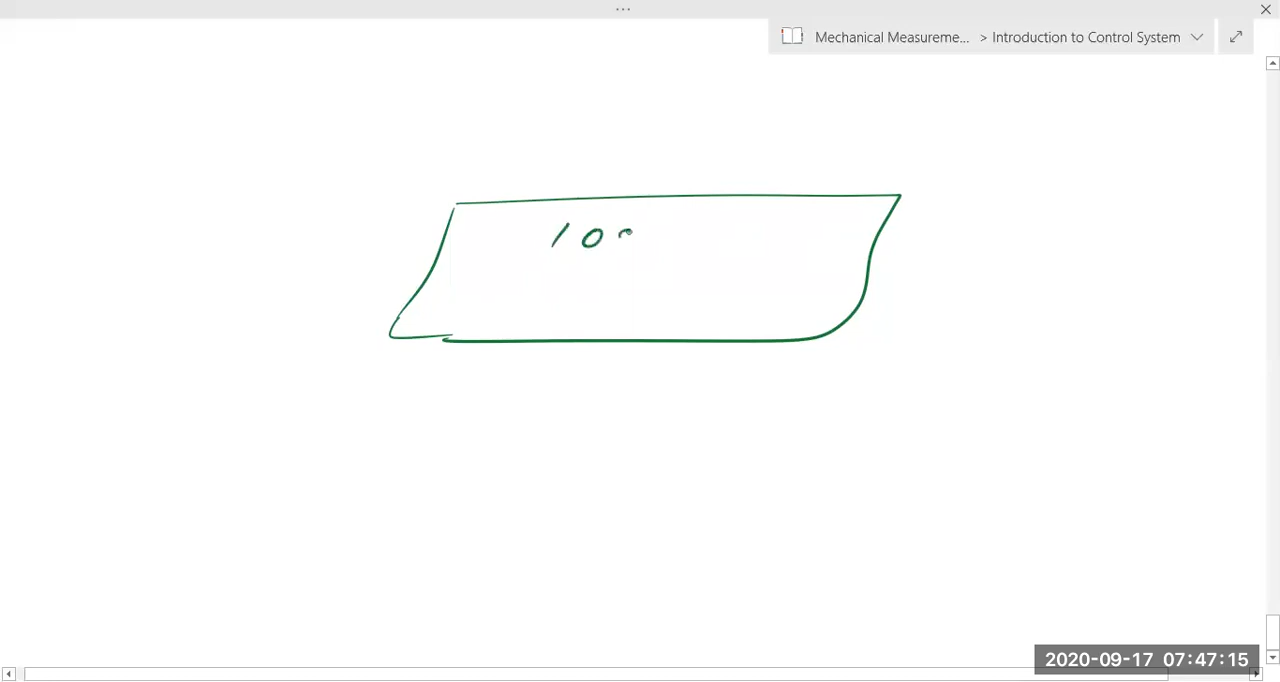 Mechanical Measureme... > Introduction to Control System
10
2020-09-17 07:47:15